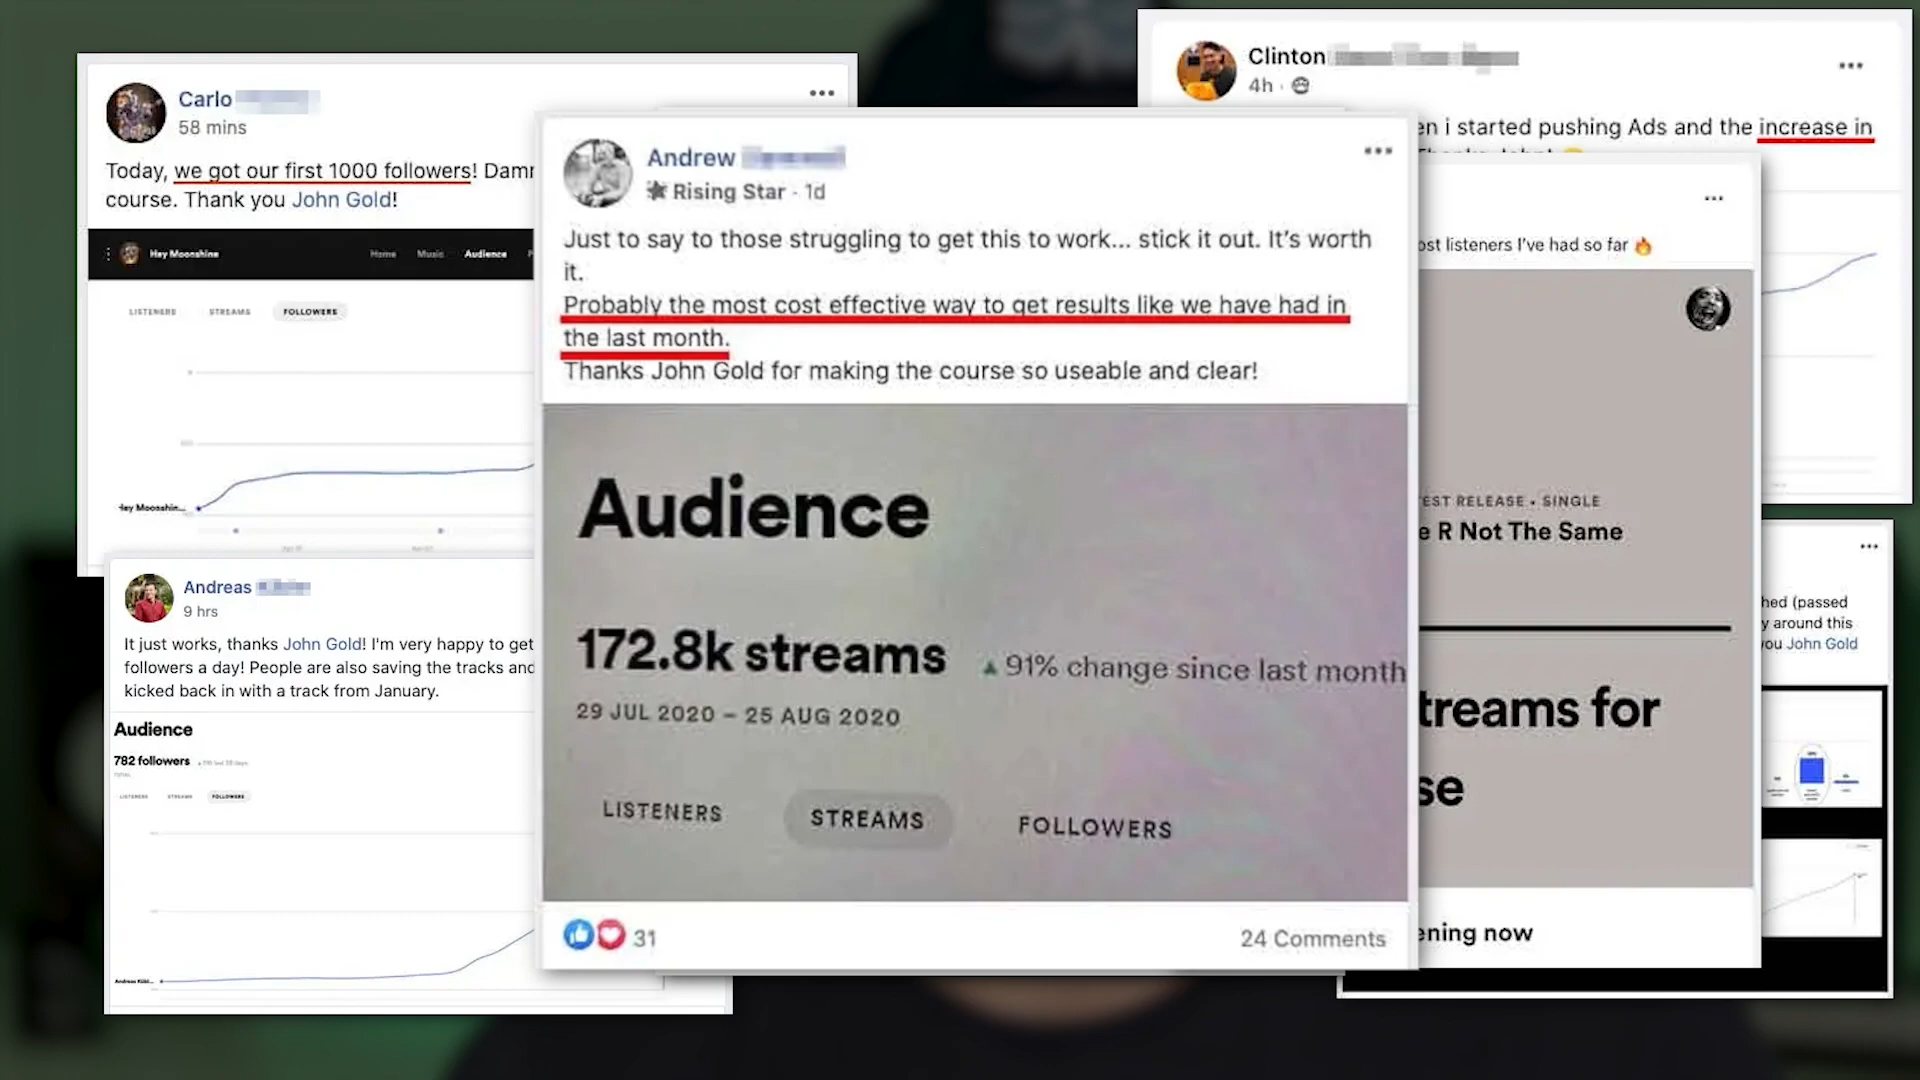 Carlo
58 mins
Today, we got our first 1000 followers! Damn
course. Thank you John Gold!
Hey Moonshine
Home Music Audience
LISTENERS STREAMS FOLLOWERS
Hey Moonshin...
Andreas
9 hrs
It just works, thanks John Gold! I'm very happy to get
followers a day! People are also saving the tracks and
kicked back in with a track from January.
Audience
782 followers
LISTENERS STREAMS FOLLOWERS
Andrew
Rising Star · 1d
Just to say to those struggling to get this to work... stick it out. It's worth
it.
Probably the most cost effective way to get results like we have had in
the last month.
Thanks John Gold for making the course so useable and clear!
Audience
172.8k streams
▲ 91% change since last month
29 JUL 2020 – 25 AUG 2020
LISTENERS STREAMS FOLLOWERS
31
24 Comments
Clinton
4h ·
en i started pushing Ads and the increase in
ost listeners I've had so far 🔥
EST RELEASE • SINGLE
e R Not The Same
treams for
se
ening now
hed (passed
y around this
you John Gold